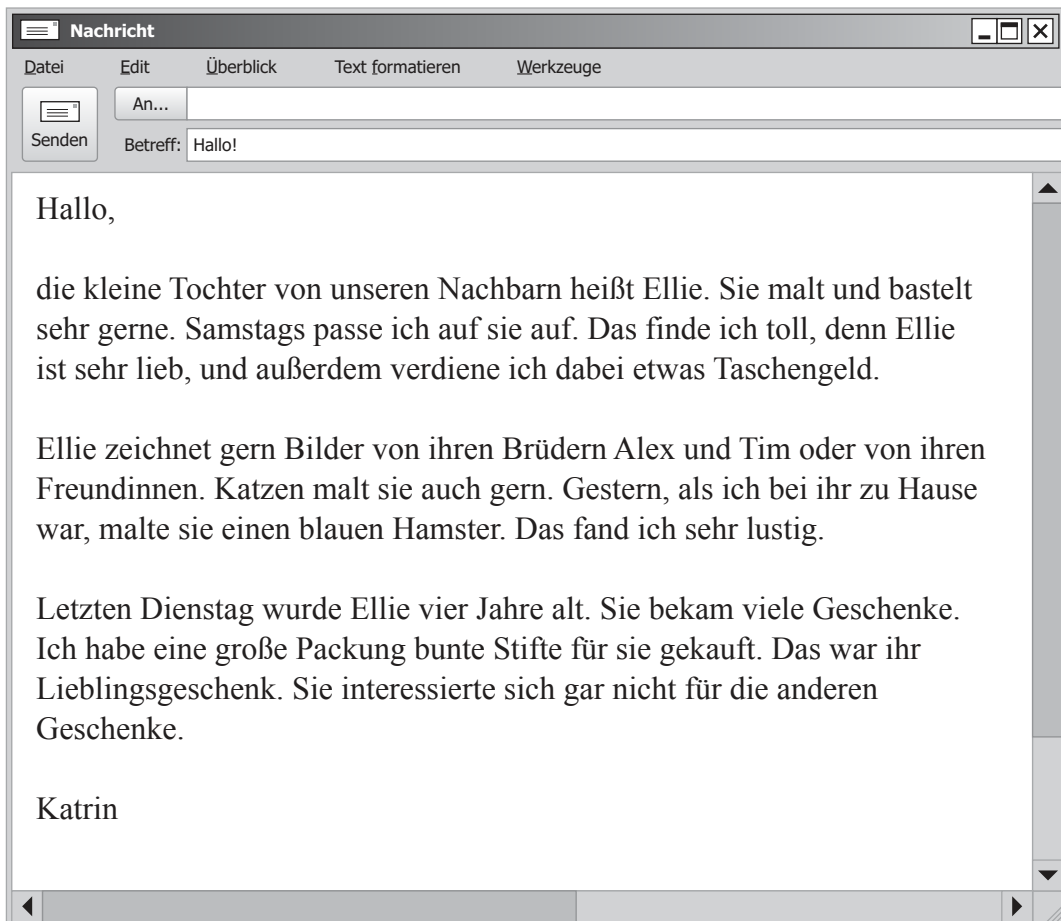 Nachricht
Datei Edit Überblick Text formatieren Werkzeuge
An...
Senden
Betreff: Hallo!
Hallo,
die kleine Tochter von unseren Nachbarn heißt Ellie. Sie malt und bastelt
sehr gerne. Samstags passe ich auf sie auf. Das finde ich toll, denn Ellie
ist sehr lieb, und außerdem verdiene ich dabei etwas Taschengeld.
Ellie zeichnet gern Bilder von ihren Brüdern Alex und Tim oder von ihren
Freundinnen. Katzen malt sie auch gern. Gestern, als ich bei ihr zu Hause
war, malte sie einen blauen Hamster. Das fand ich sehr lustig.
Letzten Dienstag wurde Ellie vier Jahre alt. Sie bekam viele Geschenke.
Ich habe eine große Packung bunte Stifte für sie gekauft. Das war ihr
Lieblingsgeschenk. Sie interessierte sich gar nicht für die anderen
Geschenke.
Katrin